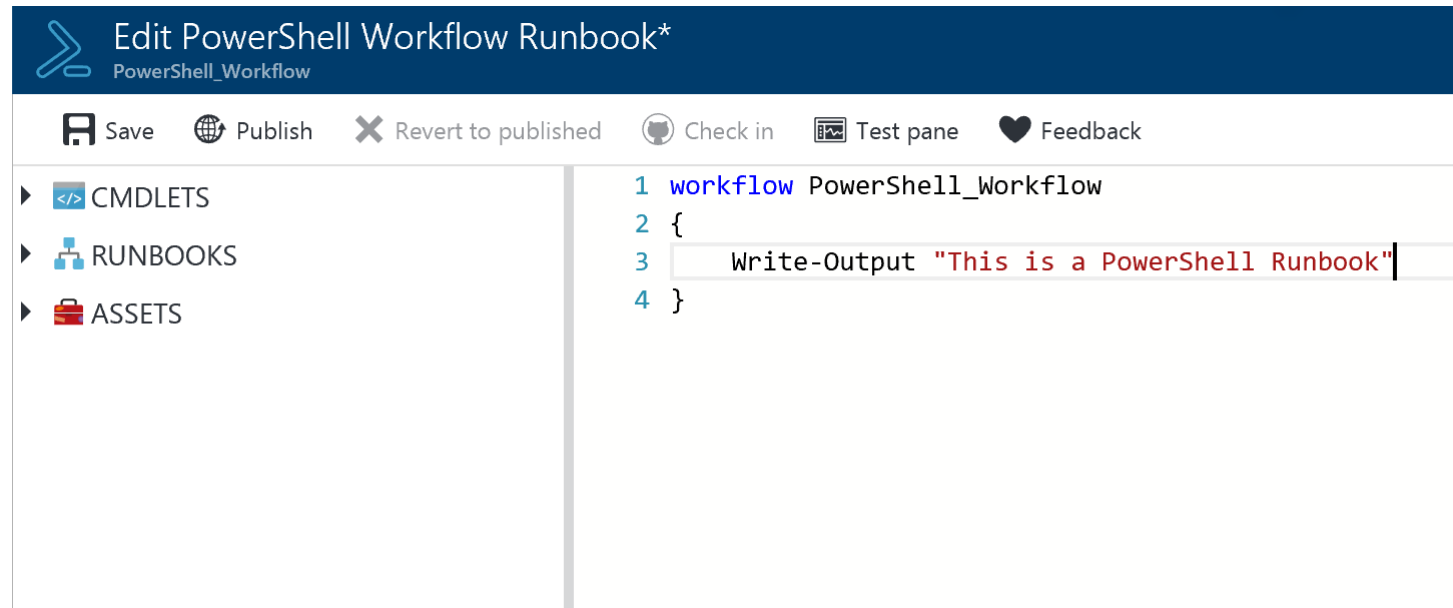 Edit PowerShell Workflow Runbook*
PowerShell_Workflow
Save Publish Revert to published Check in Test pane Feedback
CMDLETS
RUNBOOKS
ASSETS
1 workflow PowerShell_Workflow
2 {
3 Write-Output "This is a PowerShell Runbook"
4 }